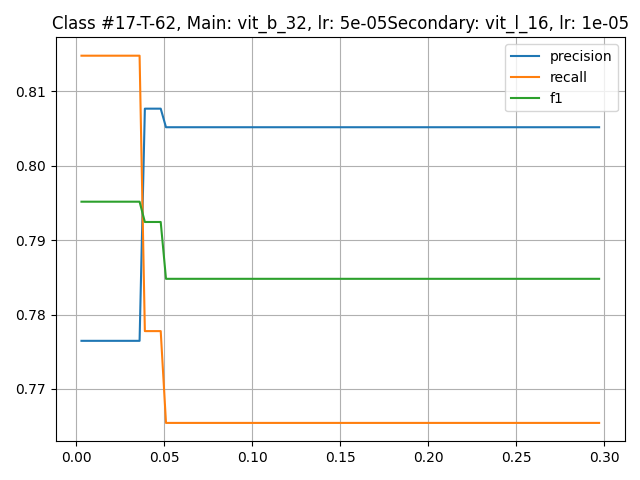 Class #17-T-62, Main: vit_b_32, lr: 5e-05Secondary: vit_l_16, lr: 1e-05
precision
recall
f1
0.81
0.80
0.79
0.78
0.77
0.00 0.05 0.10 0.15 0.20 0.25 0.30